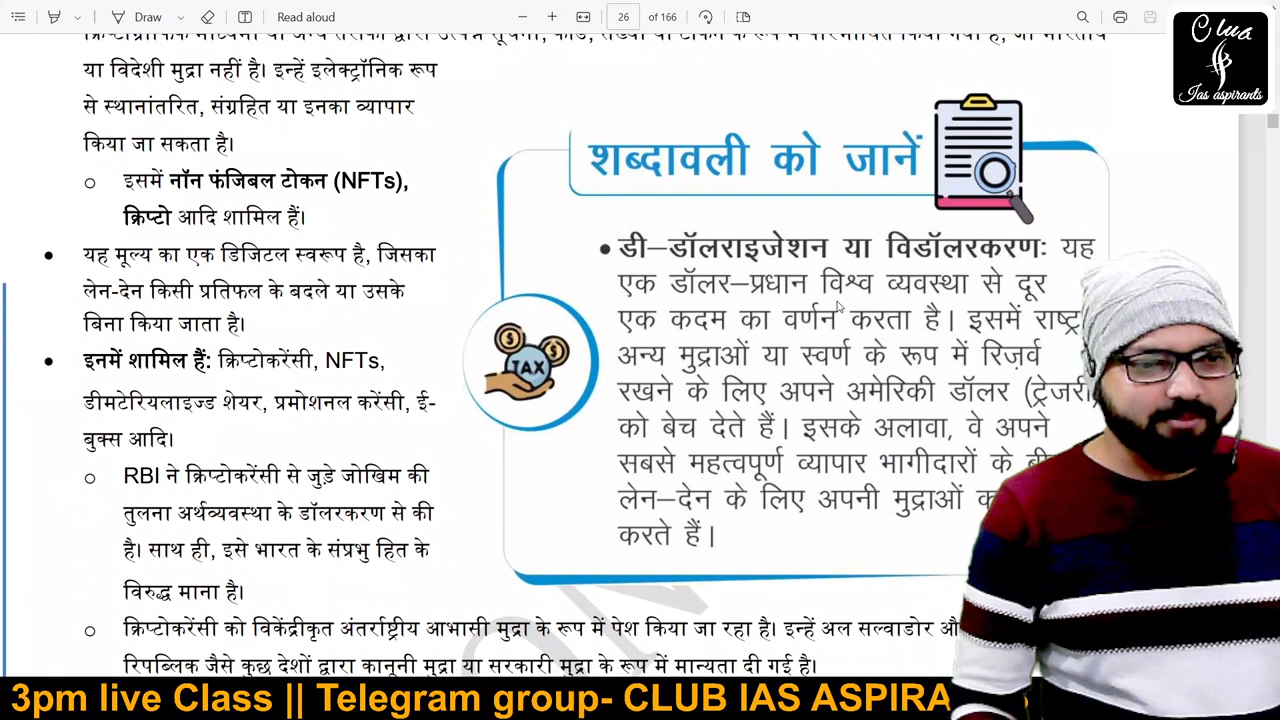 Draw
Read aloud
26
of 166
Clua
Ias aspirants
या विदेशी मुद्रा नहीं है। इन्हें इलेक्ट्रॉनिक रूप
से स्थानांतरित, संग्रहित या इनका व्यापार
किया जा सकता है।
o इसमें नॉन फंजिबल टोकन (NFTs),
क्रिप्टो आदि शामिल हैं।
• यह मूल्य का एक डिजिटल स्वरूप है, जिसका
लेन-देन किसी प्रतिफल के बदले या उसके
बिना किया जाता है।
• इनमें शामिल हैं: क्रिप्टोकरेंसी, NFTs,
डीमटेरियलाइज्ड शेयर, प्रमोशनल करेंसी, ई-
बुक्स आदि।
o RBI ने क्रिप्टोकरेंसी से जुड़े जोखिम की
तुलना अर्थव्यवस्था के डॉलरकरण से की
है। साथ ही, इसे भारत के संप्रभु हित के
विरुद्ध माना है।
o क्रिप्टोकरेंसी को विकेंद्रीकृत अंतर्राष्ट्रीय आभासी मुद्रा के रूप में पेश किया जा रहा है। इन्हें अल सल्वाडोर
रिपब्लिक जैसे कुछ देशों द्वारा कानूनी मुद्रा या सरकारी मुद्रा के रूप में मान्यता दी गई है।
शब्दावली को जानें
• डी–डॉलराइजेशन या विडॉलरकरणः यह
एक डॉलर–प्रधान विश्व व्यवस्था से दूर
एक कदम का वर्णन करता है। इसमें राष्ट्र
अन्य मुद्राओं या स्वर्ण के रूप में रिज़र्व
रखने के लिए अपने अमेरिकी डॉलर (ट्रेजरी
को बेच देते हैं। इसके अलावा, वे अपने
सबसे महत्वपूर्ण व्यापार भागीदारों के
लेन–देन के लिए अपनी मुद्राओं
करते हैं।
TAX
3pm live Class || Telegram group- CLUB IAS ASPIRA